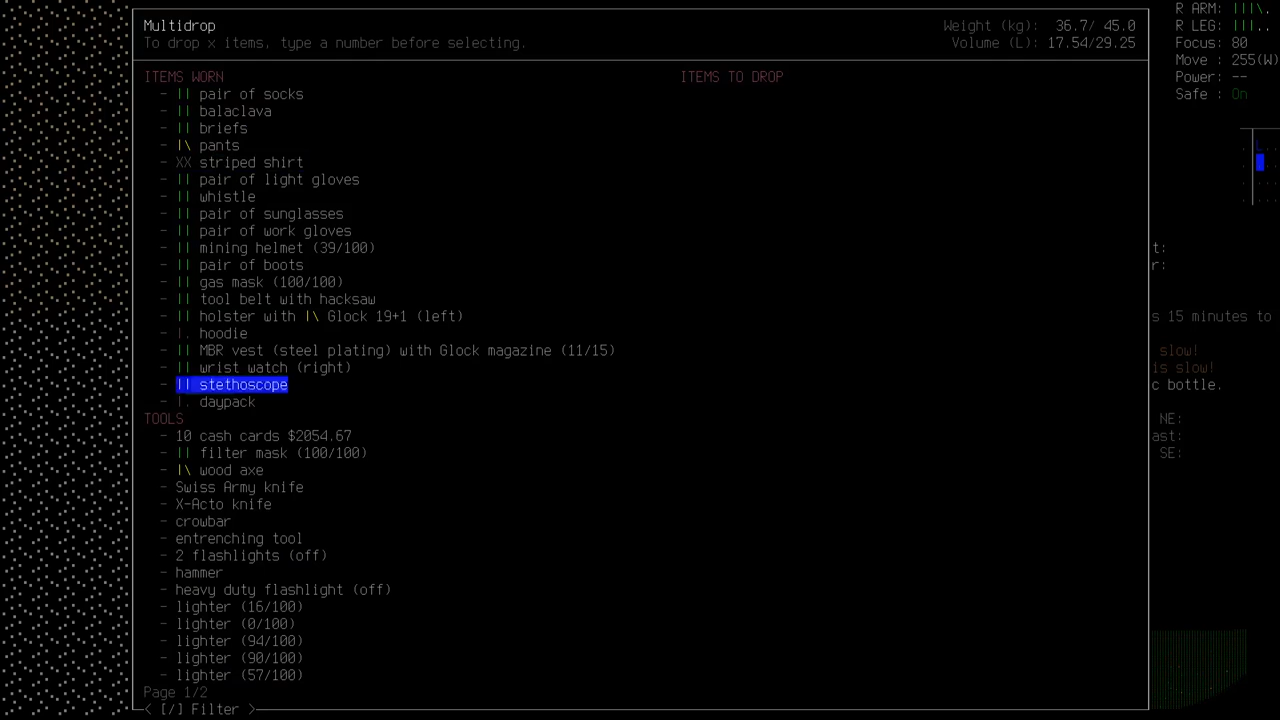 Multidrop
Weight (kg): 36.7/ 45.0
To drop x items, type a number before selecting.
Volume (L): 17.54/29.25
ITEMS WORN
ITEMS TO DROP
- || pair of socks
- || balaclava
- || briefs
- |\ pants
- XX striped shirt
- || pair of light gloves
- || whistle
- || pair of sunglasses
- || pair of work gloves
- || mining helmet (39/100)
- || pair of boots
- || gas mask (100/100)
- || tool belt with hacksaw
- || holster with |\ Glock 19+1 (left)
- |. hoodie
- || MBR vest (steel plating) with Glock magazine (11/15)
- || wrist watch (right)
- || stethoscope
- |. daypack
TOOLS
- 10 cash cards $2054.67
- || filter mask (100/100)
- |\ wood axe
- Swiss Army knife
- X-Acto knife
- crowbar
- entrenching tool
- 2 flashlights (off)
- hammer
- heavy duty flashlight (off)
- lighter (16/100)
- lighter (0/100)
- lighter (94/100)
- lighter (90/100)
- lighter (57/100)
Page 1/2
< [/] Filter >
R ARM: |||\.
R LEG: |||..
Focus: 80
Move : 255(W)
Power: --
Safe : On
t:
r:
s 15 minutes to
slow!
is slow!
c bottle.
NE:
ast:
SE: